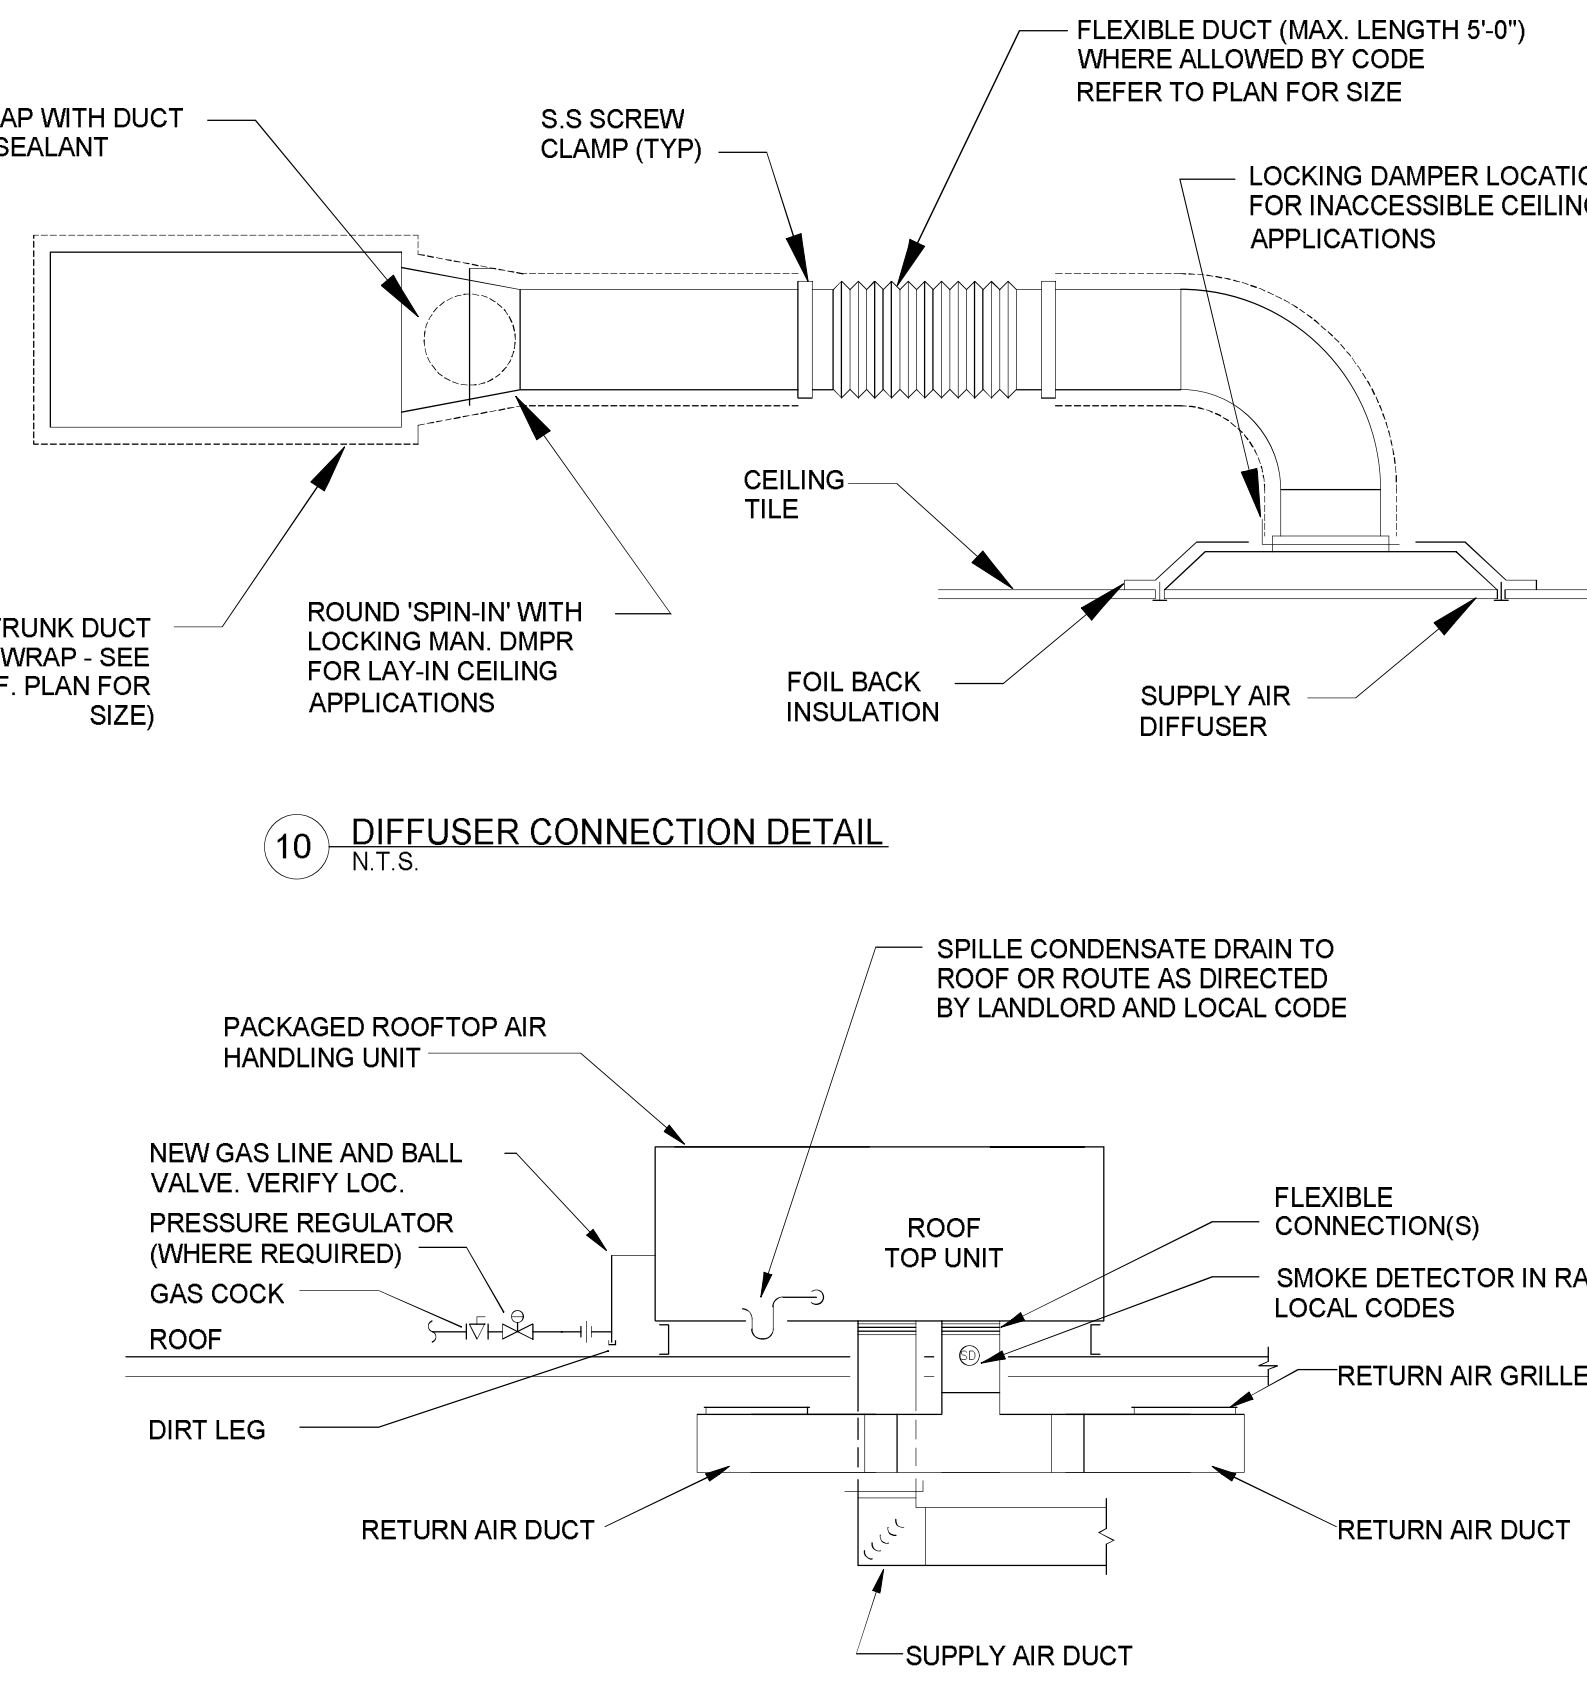 FLEXIBLE DUCT (MAX. LENGTH 5'-0")
WHERE ALLOWED BY CODE
REFER TO PLAN FOR SIZE
AP WITH DUCT
SEALANT
S.S SCREW
CLAMP (TYP)
LOCKING DAMPER LOCATIO
FOR INACCESSIBLE CEILING
APPLICATIONS
CEILING
TILE
ROUND 'SPIN-IN' WITH
LOCKING MAN. DMPR
FOR LAY-IN CEILING
APPLICATIONS
TRUNK DUCT
WRAP - SEE
F. PLAN FOR
SIZE)
FOIL BACK
INSULATION
SUPPLY AIR
DIFFUSER
10 DIFFUSER CONNECTION DETAIL
N.T.S.
SPILLE CONDENSATE DRAIN TO
ROOF OR ROUTE AS DIRECTED
BY LANDLORD AND LOCAL CODE
PACKAGED ROOFTOP AIR
HANDLING UNIT
NEW GAS LINE AND BALL
VALVE. VERIFY LOC.
PRESSURE REGULATOR
(WHERE REQUIRED)
GAS COCK
ROOF
ROOF
TOP UNIT
FLEXIBLE
CONNECTION(S)
SMOKE DETECTOR IN RA
LOCAL CODES
SD
RETURN AIR GRILLE
DIRT LEG
RETURN AIR DUCT
RETURN AIR DUCT
SUPPLY AIR DUCT